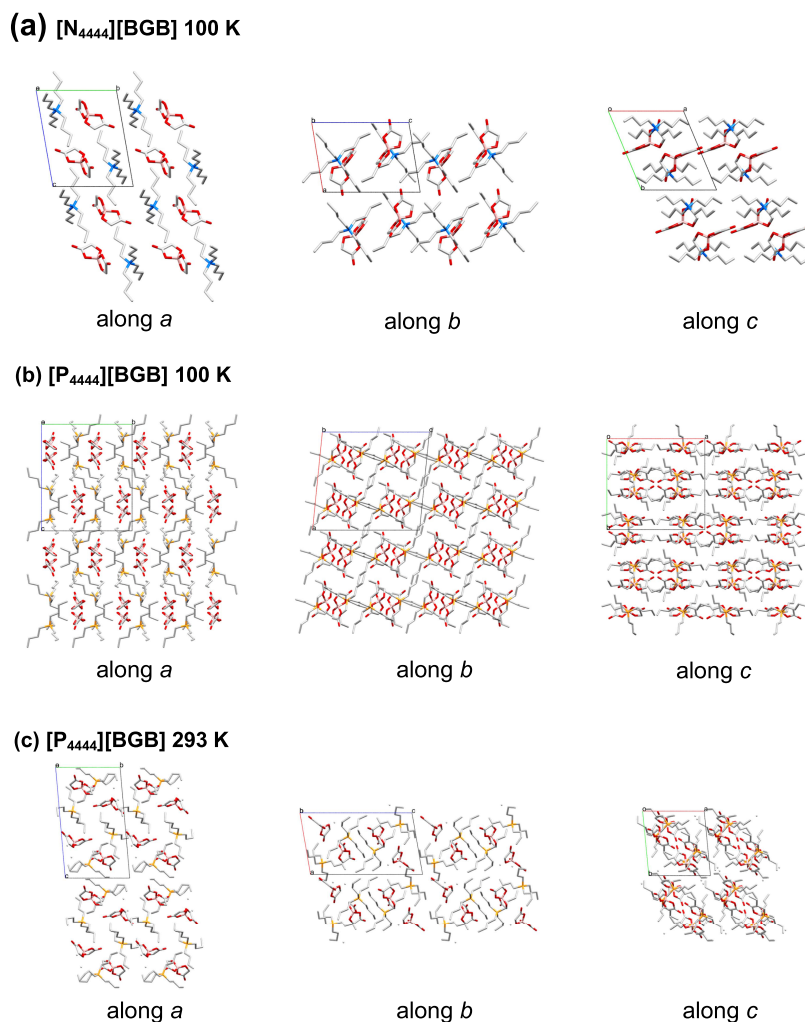 (a) [N4444][BGB] 100 K
a b c
b c a
o a b
along a along b along c
(b) [P4444][BGB] 100 K
a b c
b c a
o a b
along a along b along c
(c) [P4444][BGB] 293 K
a b c
b c a
o a b
along a along b along c